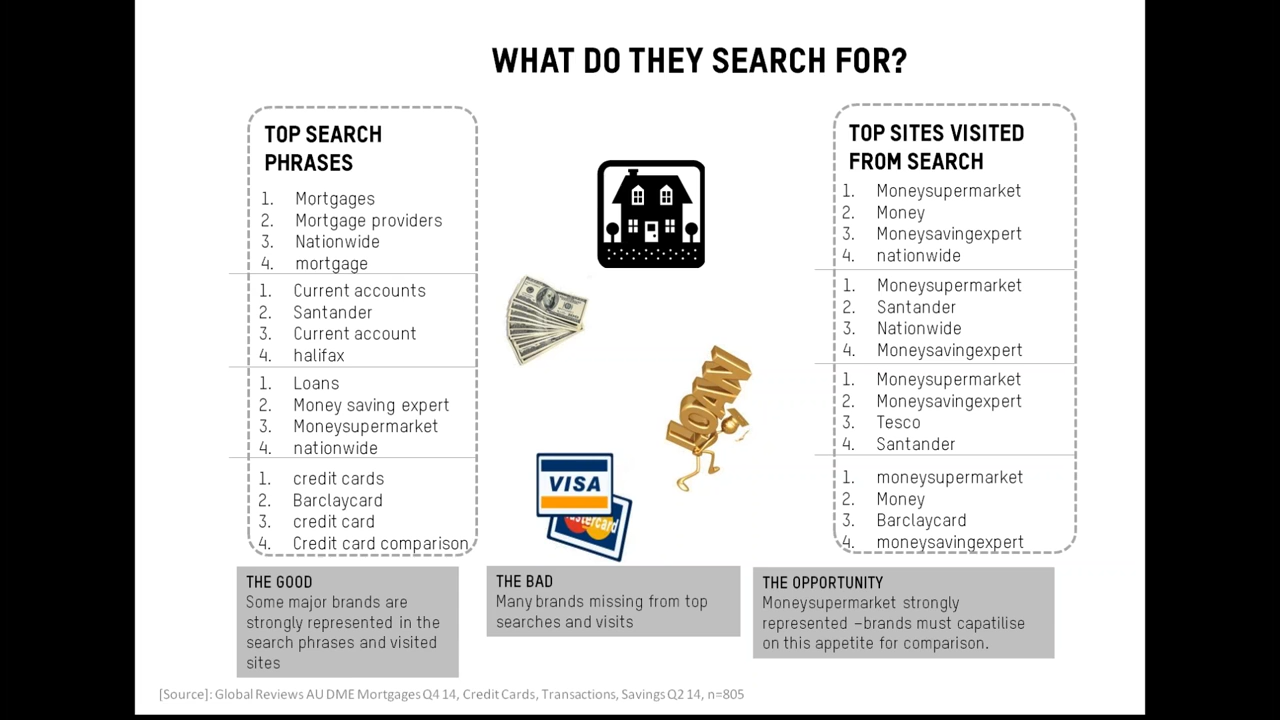 WHAT DO THEY SEARCH FOR?
TOP SEARCH
PHRASES
1. Mortgages
2. Mortgage providers
3. Nationwide
4. mortgage
1. Current accounts
2. Santander
3. Current account
4. halifax
1. Loans
2. Money saving expert
3. Moneysupermarket
4. nationwide
1. credit cards
2. Barclaycard
3. credit card
4. Credit card comparison
LOAN
VISA
MasterCard
TOP SITES VISITED
FROM SEARCH
1. Moneysupermarket
2. Money
3. Moneysavingexpert
4. nationwide
1. Moneysupermarket
2. Santander
3. Nationwide
4. Moneysavingexpert
1. Moneysupermarket
2. Moneysavingexpert
3. Tesco
4. Santander
1. moneysupermarket
2. Money
3. Barclaycard
4. moneysavingexpert
THE GOOD
Some major brands are
strongly represented in the
search phrases and visited
sites
THE BAD
Many brands missing from top
searches and visits
THE OPPORTUNITY
Moneysupermarket strongly
represented –brands must capatilise
on this appetite for comparison.
[Source]: Global Reviews AU DME Mortgages Q4 14, Credit Cards, Transactions, Savings Q2 14, n=805